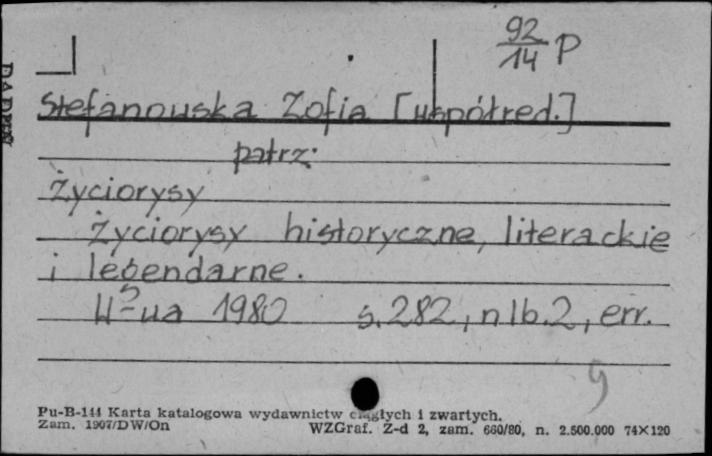 92
14 P
Stefanowska Zofia [współred.]
patrz:
Życiorysy
Życiorysy historyczne, literackie
i legendarne.
W-wa 1980 s. 282, nlb. 2, err.
9
Pu-B-144 Karta katalogowa wydawnictw ciągłych i zwartych.
Zam. 1907/DW/On WZGraf. Z-d 2, zam. 660/80, n. 2.500.000 74×120